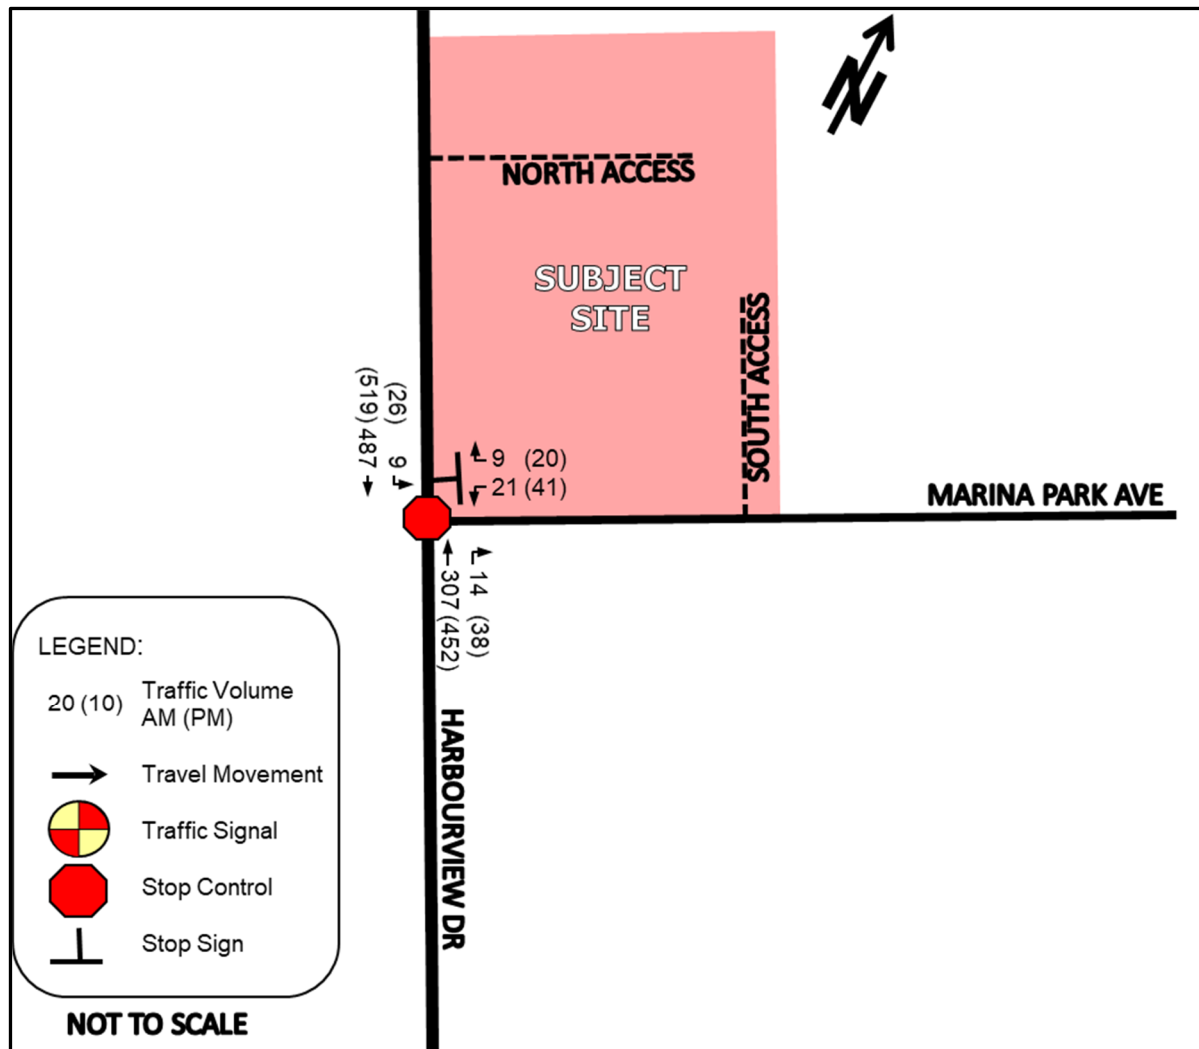 N
NORTH ACCESS
SUBJECT
SITE
SOUTH ACCESS
(26) 9
(519) 487
9 (20)
21 (41)
MARINA PARK AVE
14 (38)
307 (452)
HARBOURVIEW DR
LEGEND:
20 (10) Traffic Volume
AM (PM)
Travel Movement
Traffic Signal
Stop Control
Stop Sign
NOT TO SCALE